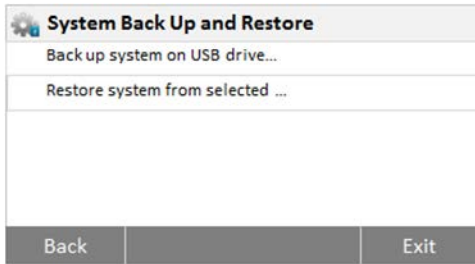 System Back Up and Restore
Back up system on USB drive...
Restore system from selected ...
Back
Exit